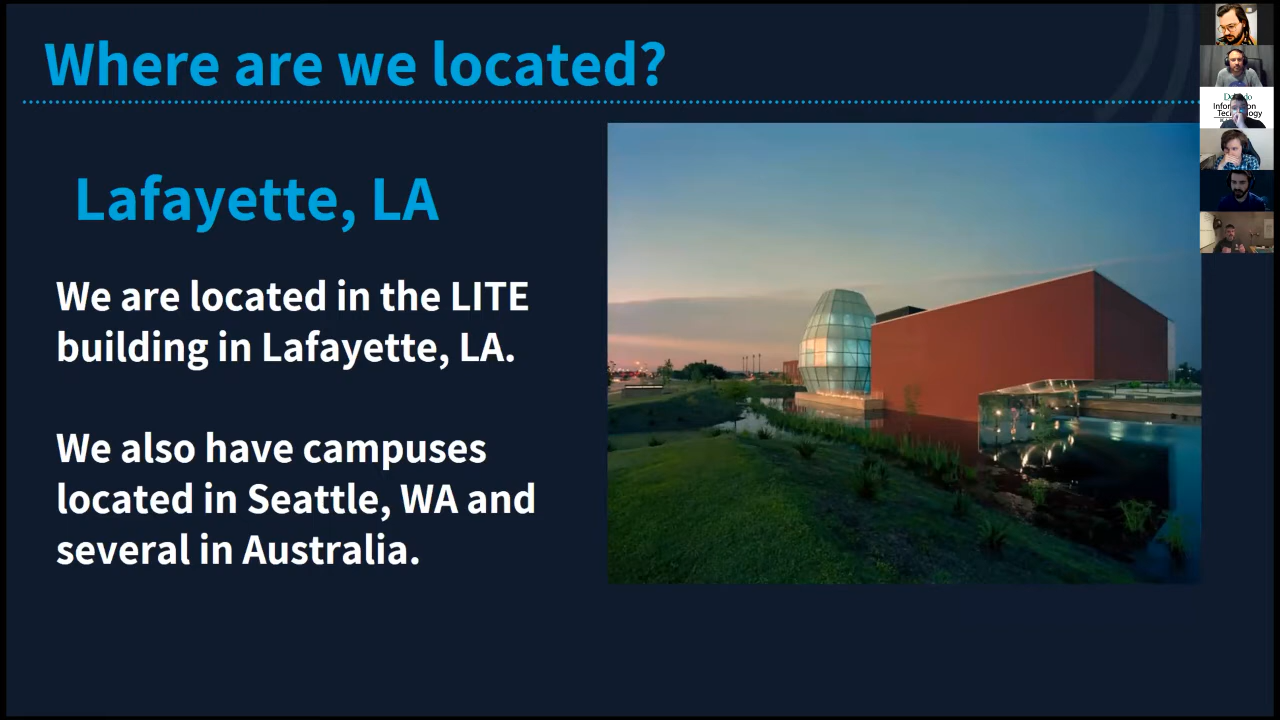 Where are we located?
Lafayette, LA
We are located in the LITE
building in Lafayette, LA.
We also have campuses
located in Seattle, WA and
several in Australia.